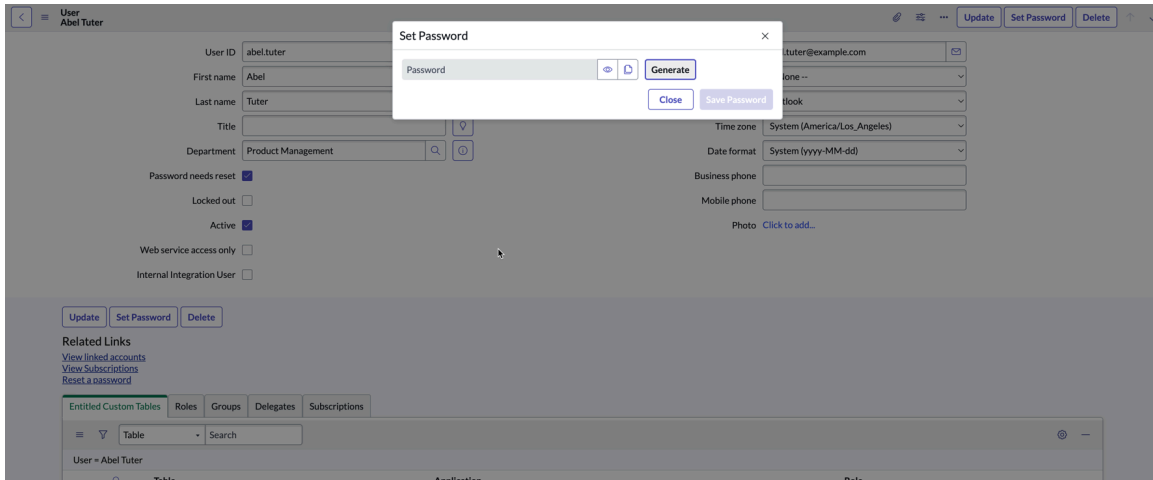 User
Abel Tuter
Update Set Password Delete
Set Password
Password Generate
Close Save Password
User ID abel.tuter
First name Abel
Last name Tuter
Title
Department Product Management
Password needs reset
Locked out
Active
Web service access only
Internal Integration User
.tuter@example.com
None --
Time zone System (America/Los_Angeles)
Date format System (yyyy-MM-dd)
Business phone
Mobile phone
Photo Click to add...
Update Set Password Delete
Related Links
View linked accounts
View Subscriptions
Reset a password
Entitled Custom Tables Roles Groups Delegates Subscriptions
Table Search
User = Abel Tuter
Table Application Role